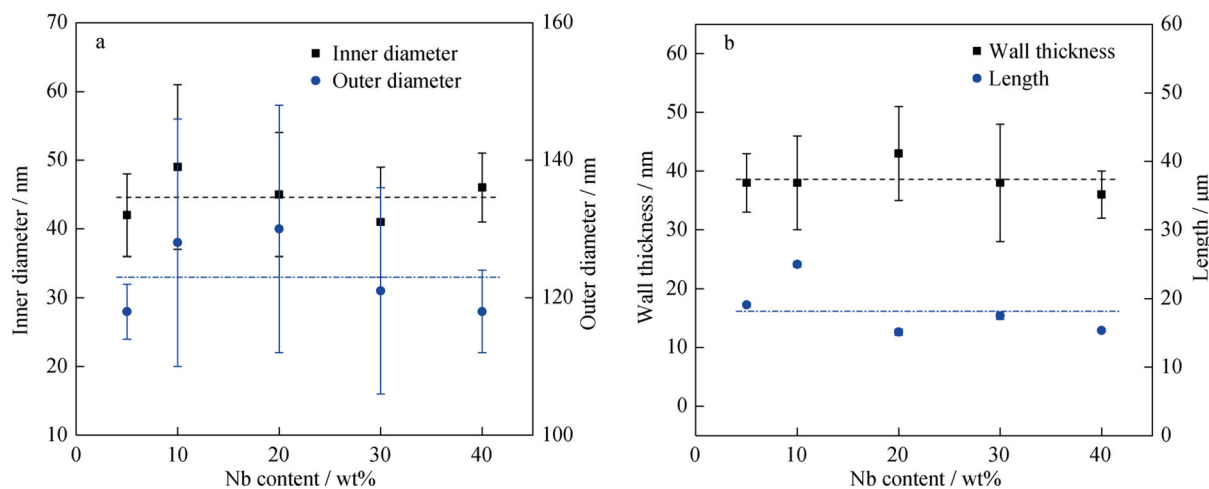 a
Inner diameter
Outer diameter
70
60
50
40
30
20
10
Inner diameter / nm
160
140
120
100
Outer diameter / nm
0
10
20
30
40
Nb content / wt%
b
Wall thickness
Length
60
50
40
30
20
10
0
Wall thickness / nm
60
50
40
30
20
10
0
Length / μm
0
10
20
30
40
Nb content / wt%